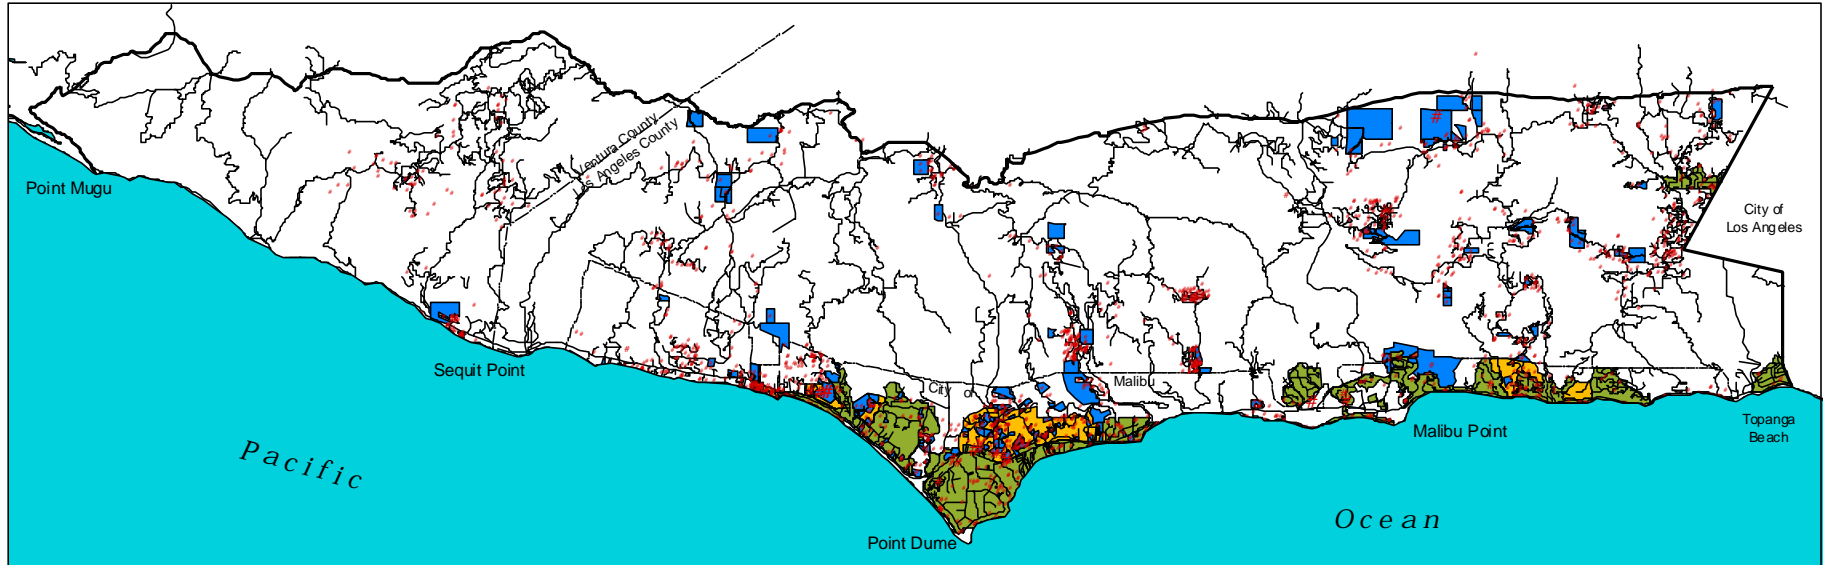 Ventura County
Los Angeles County
Point Mugu
City of
Los Angeles
Sequit Point
City of Malibu
Malibu Point
Topanga
Beach
Pacific
Ocean
Point Dume